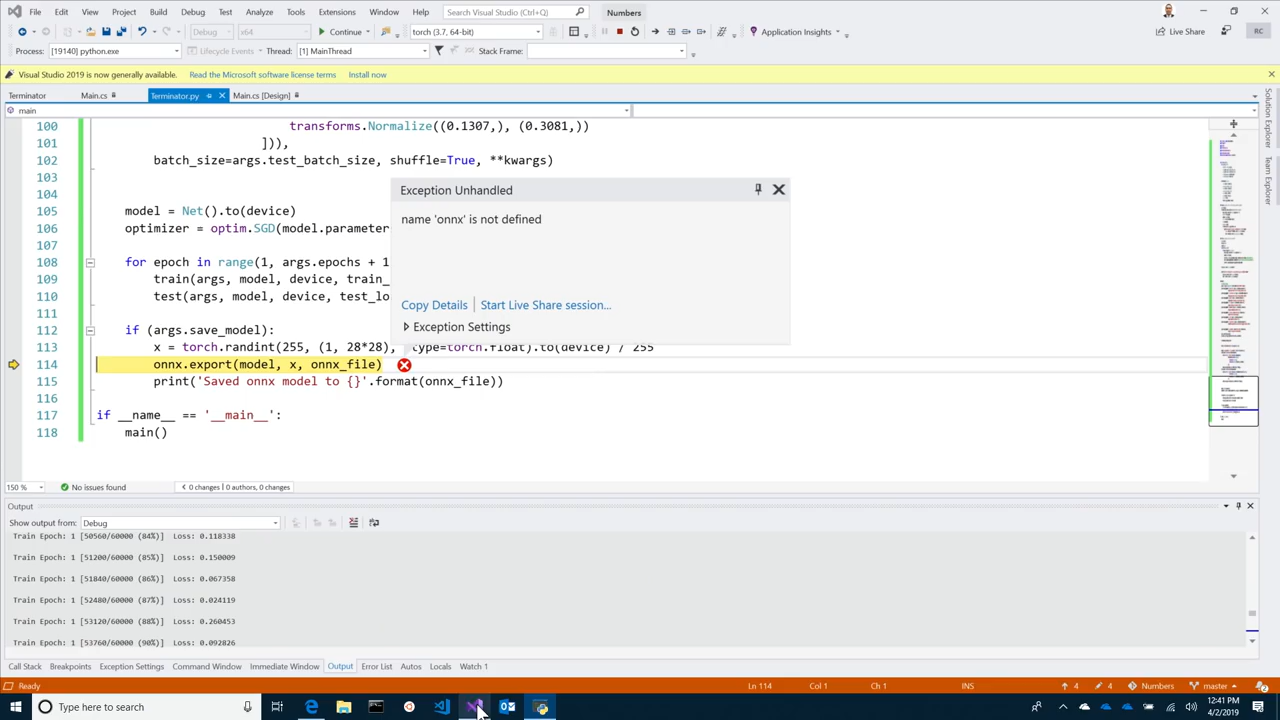 File Edit View Project Build Debug Test Analyze Tools Extensions Window Help Search Visual Studio (Ctrl+Q) Numbers
Debug x64 Continue torch (3.7, 64-bit) Application Insights Live Share RC
Process: [19140] python.exe Lifecycle Events Thread: [1] MainThread Stack Frame:
Visual Studio 2019 is now generally available. Read the Microsoft software license terms Install now
Terminator Main.cs Terminator.py Main.cs [Design]
main
Solution Explorer
Team Explorer
100 transforms.Normalize((0.1307,), (0.3081,))
101 ])),
102 batch_size=args.test_batch_size, shuffle=True, **kwargs)
103
104
105 model = Net().to(device)
106 optimizer = optim.SGD(model.parameter
107
108 for epoch in range(1, args.epochs + 1
109 train(args, model, device, train_
110 test(args, model, device, test_lo
111
112 if (args.save_model):
113 x = torch.randint(255, (1, 28*28),
114 onnx.export(model, x, onnx_file)
115 print('Saved onnx model to {}'.format(onnx_file))
116
117 if __name__ == '__main__':
118 main()
Exception Unhandled
name 'onnx' is not defined
Copy Details Start Live Share session...
Exception Settings
150 % No issues found < 0 changes | 0 authors, 0 changes
Output
Show output from: Debug
Train Epoch: 1 [50560/60000 (84%)] Loss: 0.118338
Train Epoch: 1 [51200/60000 (85%)] Loss: 0.150009
Train Epoch: 1 [51840/60000 (86%)] Loss: 0.067358
Train Epoch: 1 [52480/60000 (87%)] Loss: 0.024119
Train Epoch: 1 [53120/60000 (88%)] Loss: 0.260453
Train Epoch: 1 [53760/60000 (90%)] Loss: 0.092826
Call Stack Breakpoints Exception Settings Command Window Immediate Window Output Error List Autos Locals Watch 1
Ready Ln 114 Col 1 Ch 1 INS 4 4 Numbers master 2
Type here to search
12:41 PM
4/2/2019